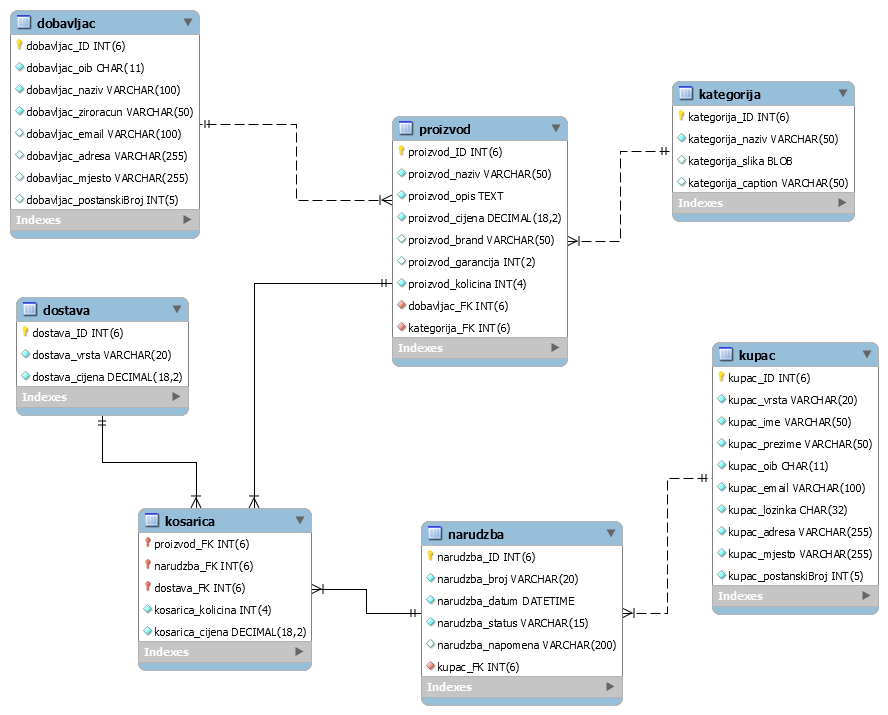 dobavljac
dobavljac_ID INT(6)
dobavljac_oib CHAR(11)
dobavljac_naziv VARCHAR(100)
dobavljac_ziroracun VARCHAR(50)
dobavljac_email VARCHAR(100)
dobavljac_adresa VARCHAR(255)
dobavljac_mjesto VARCHAR(255)
dobavljac_postanskiBroj INT(5)
Indexes
proizvod
proizvod_ID INT(6)
proizvod_naziv VARCHAR(50)
proizvod_opis TEXT
proizvod_cijena DECIMAL(18,2)
proizvod_brand VARCHAR(50)
proizvod_garancija INT(2)
proizvod_kolicina INT(4)
dobavljac_FK INT(6)
kategorija_FK INT(6)
Indexes
kategorija
kategorija_ID INT(6)
kategorija_naziv VARCHAR(50)
kategorija_slika BLOB
kategorija_caption VARCHAR(50)
Indexes
dostava
dostava_ID INT(6)
dostava_vrsta VARCHAR(20)
dostava_cijena DECIMAL(18,2)
Indexes
kupac
kupac_ID INT(6)
kupac_vrsta VARCHAR(20)
kupac_ime VARCHAR(50)
kupac_prezime VARCHAR(50)
kupac_oib CHAR(11)
kupac_email VARCHAR(100)
kupac_lozinka CHAR(32)
kupac_adresa VARCHAR(255)
kupac_mjesto VARCHAR(255)
kupac_postanskiBroj INT(5)
Indexes
kosarica
proizvod_FK INT(6)
narudzba_FK INT(6)
dostava_FK INT(6)
kosarica_kolicina INT(4)
kosarica_cijena DECIMAL(18,2)
Indexes
narudzba
narudzba_ID INT(6)
narudzba_broj VARCHAR(20)
narudzba_datum DATETIME
narudzba_status VARCHAR(15)
narudzba_napomena VARCHAR(200)
kupac_FK INT(6)
Indexes